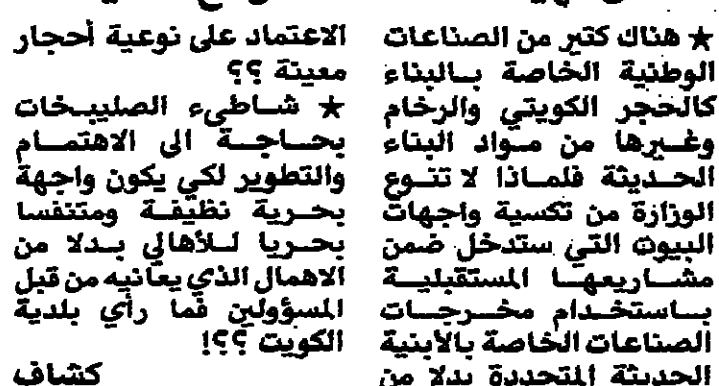 ★ هناك كثير من الصناعات
الوطنية الخاصة بالبناء
كالحجر الكويتي والرخام
وغيرها من مواد البناء
الحديثة فلماذا لا تنوع
الوزارة من تكسية واجهات
البيوت التي ستدخل ضمن
مشاريعها المستقبلية
باستخدام مخرجات
الصناعات الخاصة بالأبنية
الحديثة المتجددة بدلا من
الاعتماد على نوعية أحجار
معينة ؟؟
★ شاطىء الصليبخات
بحاجة الى الاهتمام
والتطوير لكي يكون واجهة
بحرية نظيفة ومتنفسا
بحريا للأهالي بدلا من
الاهمال الذي يعانيه من قبل
المسؤولين فما رأي بلدية
الكويت ؟؟!
كشاف